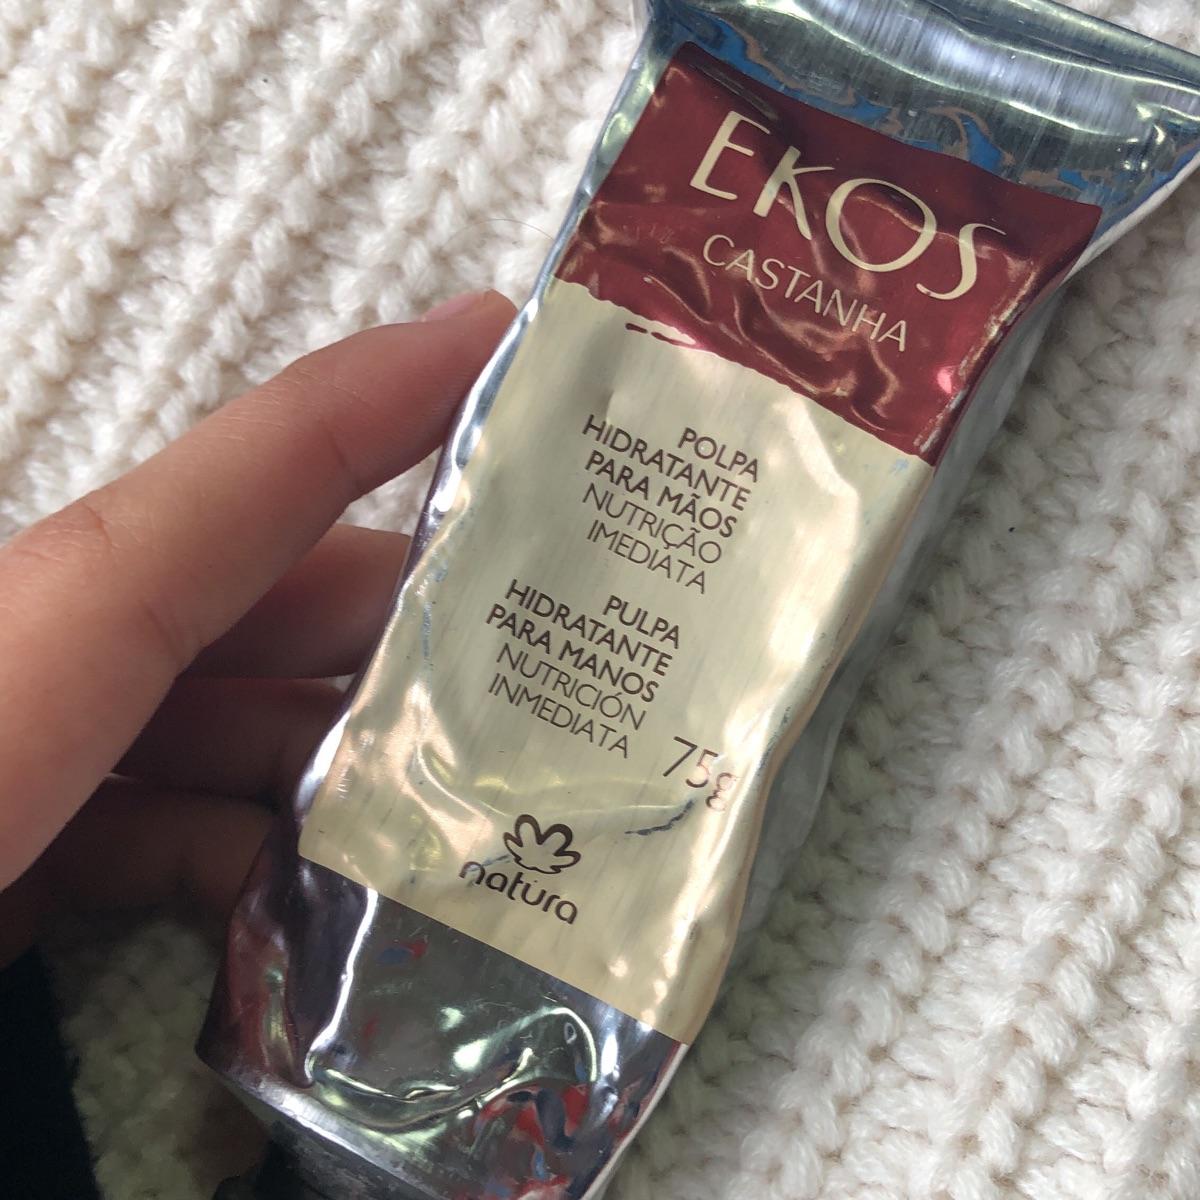 EKOS
CASTANHA
POLPA
HIDRATANTE
PARA MÃOS
NUTRIÇÃO
IMEDIATA
PULPA
HIDRATANTE
PARA MANOS
NUTRICIÓN
INMEDIATA
75g
natura